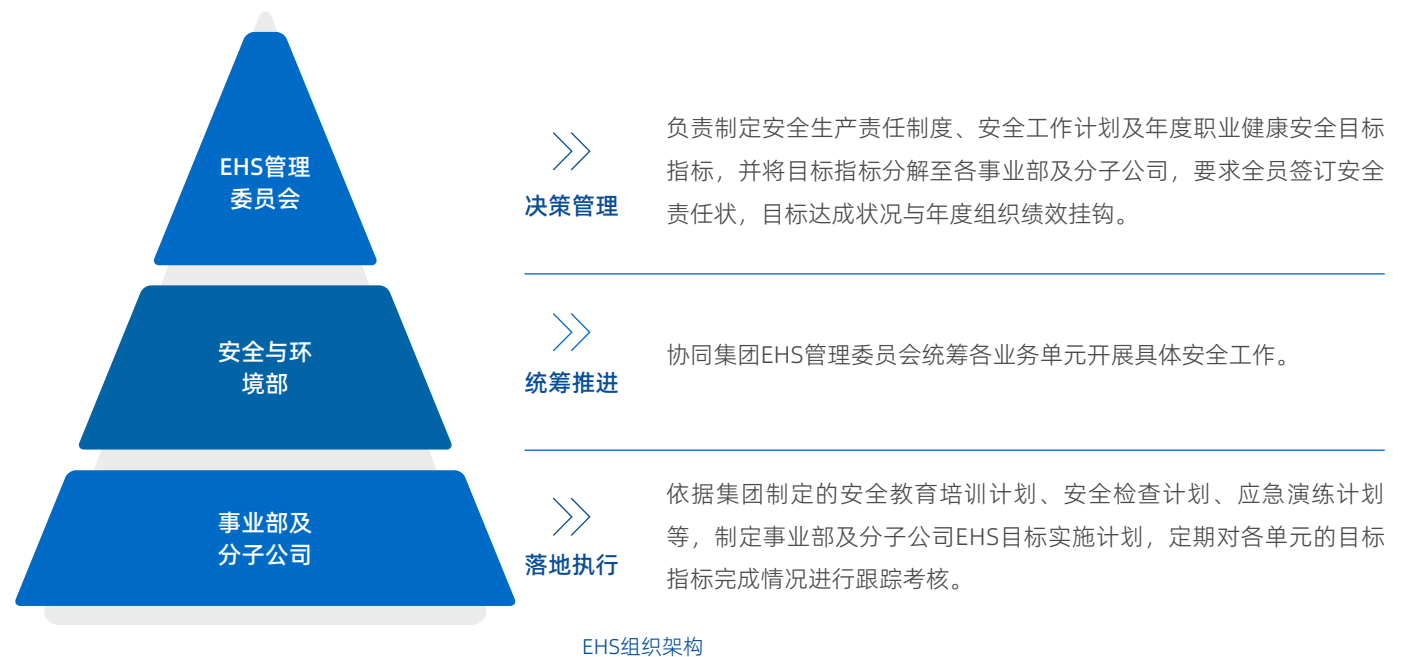 EHS管理
委员会
决策管理
负责制定安全生产责任制度、安全工作计划及年度职业健康安全目标
指标，并将目标指标分解至各事业部及分子公司，要求全员签订安全
责任状，目标达成状况与年度组织绩效挂钩。
安全与环
境部
统筹推进
协同集团EHS管理委员会统筹各业务单元开展具体安全工作。
事业部及
分子公司
落地执行
依据集团制定的安全教育培训计划、安全检查计划、应急演练计划
等，制定事业部及分子公司EHS目标实施计划，定期对各单元的目标
指标完成情况进行跟踪考核。
EHS组织架构